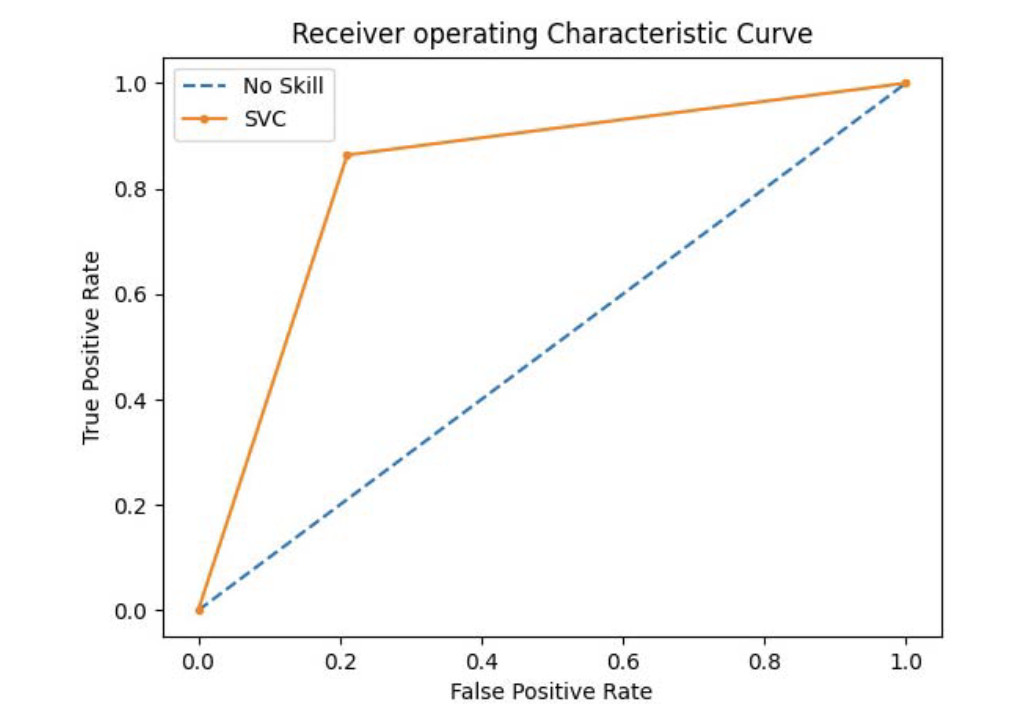 Receiver operating Characteristic Curve
No Skill
SVC
1.0
0.8
0.6
0.4
0.2
0.0
True Positive Rate
0.0 0.2 0.4 0.6 0.8 1.0
False Positive Rate